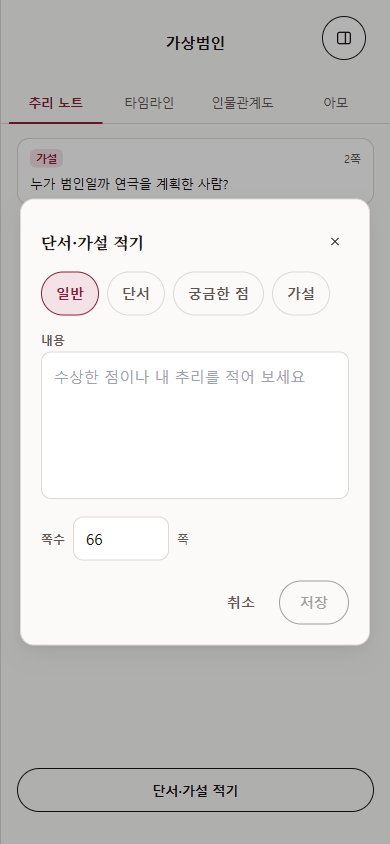 가상범인
추리 노트 타임라인 인물관계도 아모
가설 2쪽
누가 범인일까 연극을 계획한 사람?
단서·가설 적기 ×
일반 단서 궁금한 점 가설
내용
수상한 점이나 내 추리를 적어 보세요
쪽수 66 쪽
취소 저장
단서·가설 적기